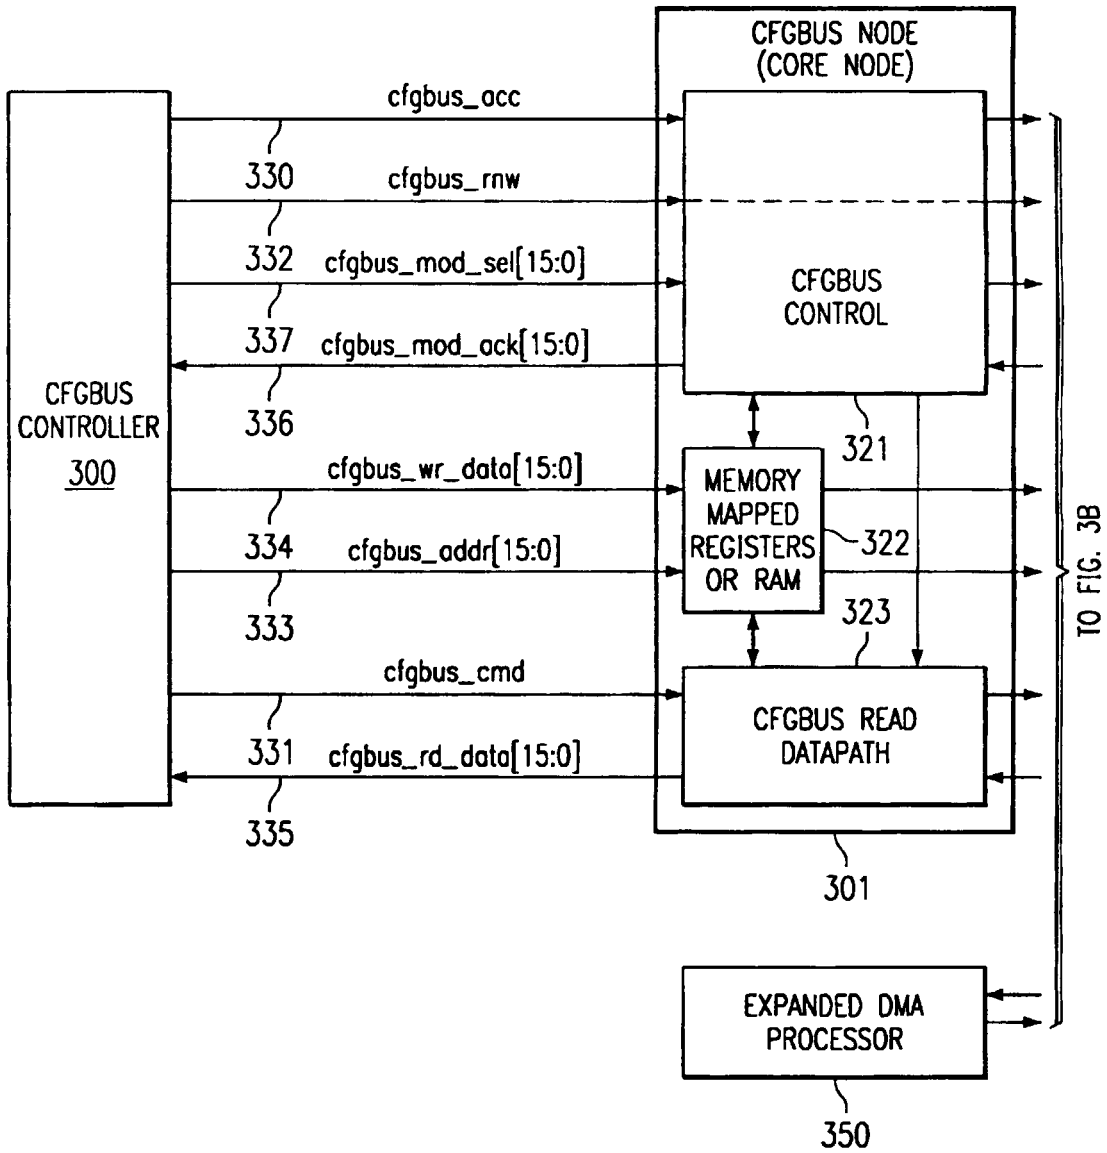 CFGBUS NODE
(CORE NODE)
cfgbus_acc
330
cfgbus_rnw
332
cfgbus_mod_sel[15:0]
CFGBUS
CONTROL
337
cfgbus_mod_ack[15:0]
336
CFGBUS
CONTROLLER
300
321
cfgbus_wr_data[15:0]
334
MEMORY
MAPPED
REGISTERS
OR RAM
322
cfgbus_addr[15:0]
333
323
cfgbus_cmd
331
CFGBUS READ
DATAPATH
cfgbus_rd_data[15:0]
335
301
TO FIG. 3B
EXPANDED DMA
PROCESSOR
350